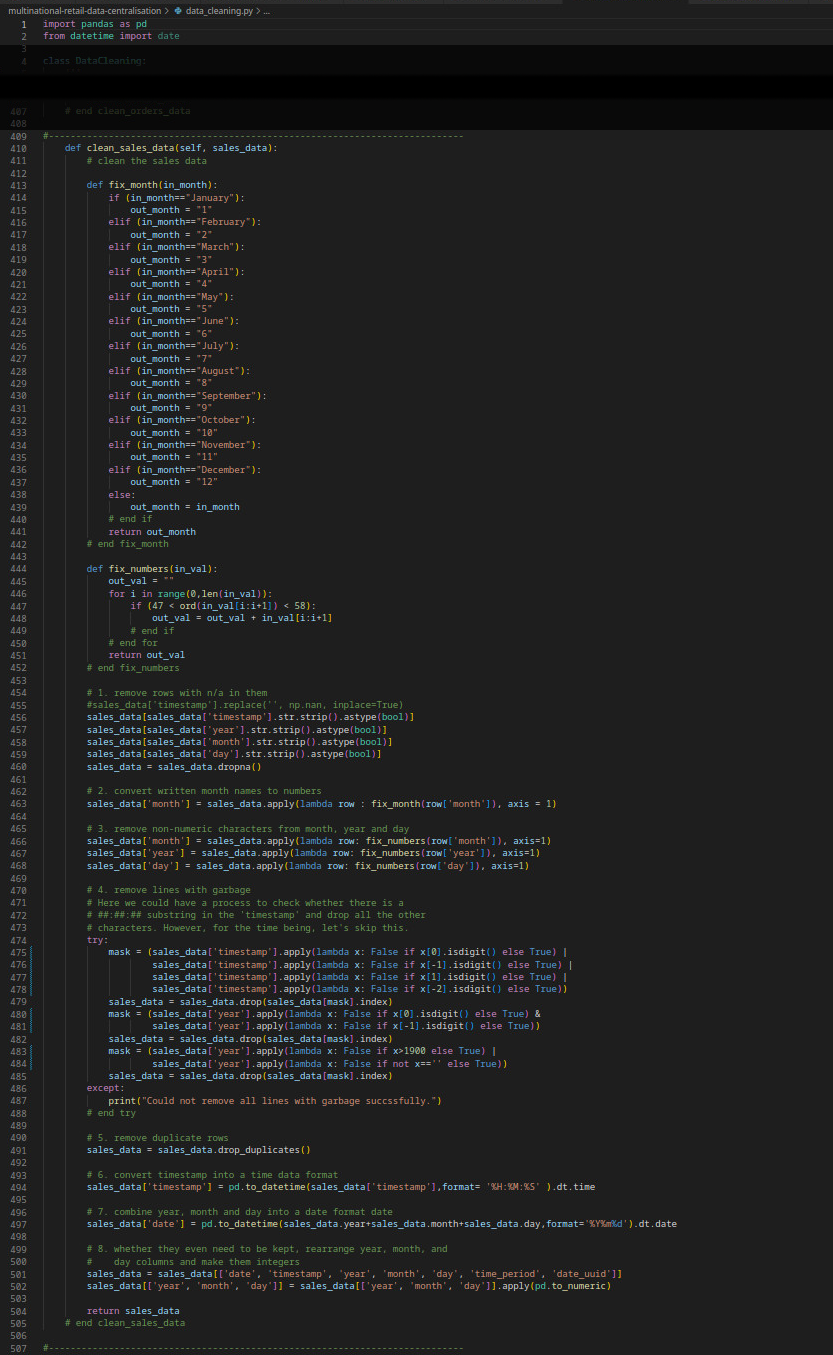 multinational-retail-data-centralisation > data_cleaning.py > ...
1 import pandas as pd
2 from datetime import date
3
4 class DataCleaning:
407     # end clean_orders_data
408
409 #----------------------------------------------------------------------------
410     def clean_sales_data(self, sales_data):
411         # clean the sales data
412
413         def fix_month(in_month):
414             if (in_month=="January"):
415                 out_month = "1"
416             elif (in_month=="February"):
417                 out_month = "2"
418             elif (in_month=="March"):
419                 out_month = "3"
420             elif (in_month=="April"):
421                 out_month = "4"
422             elif (in_month=="May"):
423                 out_month = "5"
424             elif (in_month=="June"):
425                 out_month = "6"
426             elif (in_month=="July"):
427                 out_month = "7"
428             elif (in_month=="August"):
429                 out_month = "8"
430             elif (in_month=="September"):
431                 out_month = "9"
432             elif (in_month=="October"):
433                 out_month = "10"
434             elif (in_month=="November"):
435                 out_month = "11"
436             elif (in_month=="December"):
437                 out_month = "12"
438             else:
439                 out_month = in_month
440             # end if
441             return out_month
442         # end fix_month
443
444         def fix_numbers(in_val):
445             out_val = ""
446             for i in range(0,len(in_val)):
447                 if (47 < ord(in_val[i:i+1]) < 58):
448                     out_val = out_val + in_val[i:i+1]
449                 # end if
450             # end for
451             return out_val
452         # end fix_numbers
453
454         # 1. remove rows with n/a in them
455         #sales_data['timestamp'].replace('', np.nan, inplace=True)
456         sales_data[sales_data['timestamp'].str.strip().astype(bool)]
457         sales_data[sales_data['year'].str.strip().astype(bool)]
458         sales_data[sales_data['month'].str.strip().astype(bool)]
459         sales_data[sales_data['day'].str.strip().astype(bool)]
460         sales_data = sales_data.dropna()
461
462         # 2. convert written month names to numbers
463         sales_data['month'] = sales_data.apply(lambda row : fix_month(row['month']), axis = 1)
464
465         # 3. remove non-numeric characters from month, year and day
466         sales_data['month'] = sales_data.apply(lambda row: fix_numbers(row['month']), axis=1)
467         sales_data['year'] = sales_data.apply(lambda row: fix_numbers(row['year']), axis=1)
468         sales_data['day'] = sales_data.apply(lambda row: fix_numbers(row['day']), axis=1)
469
470         # 4. remove lines with garbage
471         # Here we could have a process to check whether there is a
472         # ##:##:## substring in the 'timestamp' and drop all the other
473         # characters. However, for the time being, let's skip this.
474         try:
475             mask = (sales_data['timestamp'].apply(lambda x: False if x[0].isdigit() else True) |
476                     sales_data['timestamp'].apply(lambda x: False if x[-1].isdigit() else True) |
477                     sales_data['timestamp'].apply(lambda x: False if x[1].isdigit() else True) |
478                     sales_data['timestamp'].apply(lambda x: False if x[-2].isdigit() else True))
479             sales_data = sales_data.drop(sales_data[mask].index)
480             mask = (sales_data['year'].apply(lambda x: False if x[0].isdigit() else True) &
481                     sales_data['year'].apply(lambda x: False if x[-1].isdigit() else True))
482             sales_data = sales_data.drop(sales_data[mask].index)
483             mask = (sales_data['year'].apply(lambda x: False if x>1900 else True) |
484                     sales_data['year'].apply(lambda x: False if not x=='' else True))
485             sales_data = sales_data.drop(sales_data[mask].index)
486         except:
487             print("Could not remove all lines with garbage succssfully.")
488         # end try
489
490         # 5. remove duplicate rows
491         sales_data = sales_data.drop_duplicates()
492
493         # 6. convert timestamp into a time data format
494         sales_data['timestamp'] = pd.to_datetime(sales_data['timestamp'],format= '%H:%M:%S' ).dt.time
495
496         # 7. combine year, month and day into a date format date
497         sales_data['date'] = pd.to_datetime(sales_data.year+sales_data.month+sales_data.day,format='%Y%m%d').dt.date
498
499         # 8. whether they even need to be kept, rearrange year, month, and
500         #    day columns and make them integers
501         sales_data = sales_data[['date', 'timestamp', 'year', 'month', 'day', 'time_period', 'date_uuid']]
502         sales_data[['year', 'month', 'day']] = sales_data[['year', 'month', 'day']].apply(pd.to_numeric)
503
504         return sales_data
505     # end clean_sales_data
506
507 #----------------------------------------------------------------------------